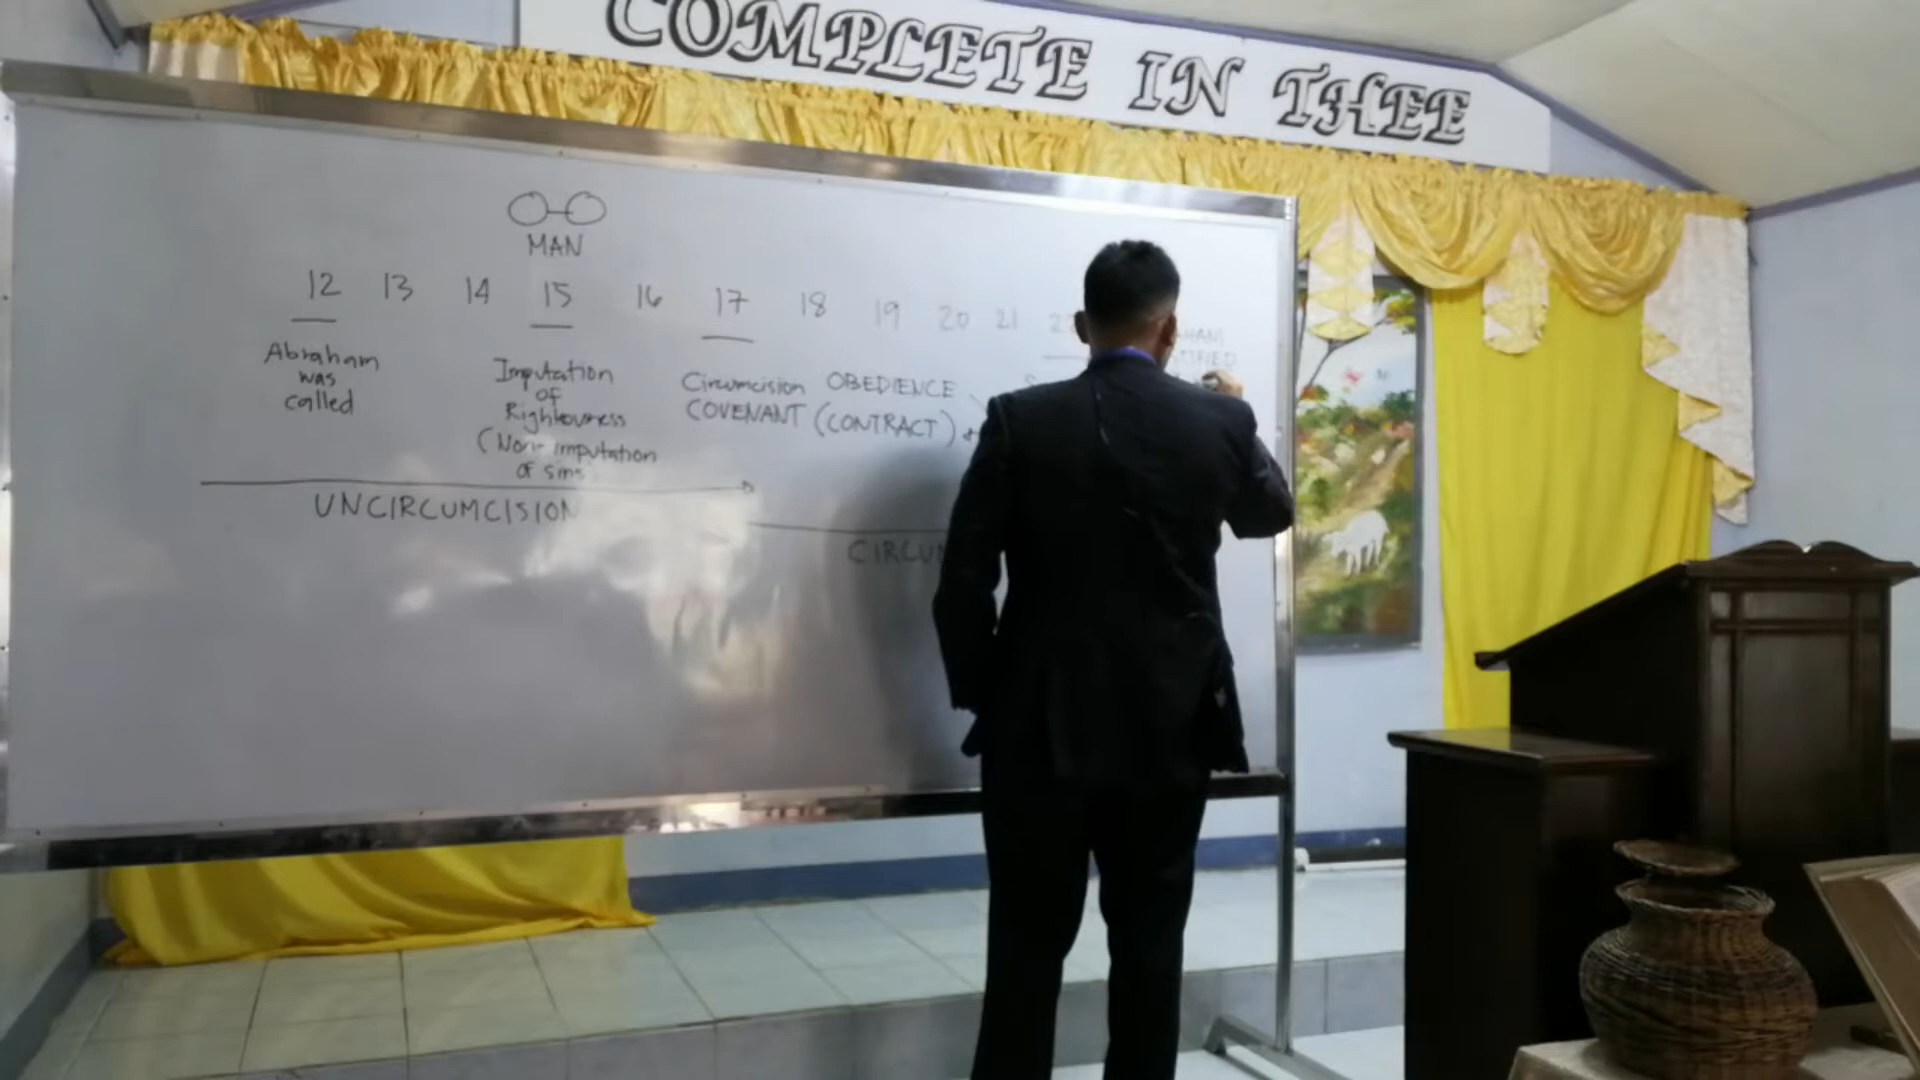 COMPLETE IN THEE
MAN
12 13 14 15 16 17 18 19 20 21
Abraham
was
called
Imputation
of
Righteousness
(Non-imputation
of sins
Circumcision OBEDIENCE
COVENANT (CONTRACT)
UNCIRCUMCISION
CIRCUM